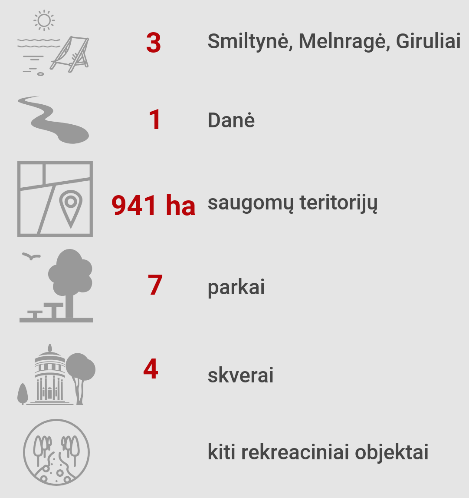 3 Smiltynė, Melnragė, Giruliai
1 Danė
941 ha saugomų teritorijų
7 parkai
4 skverai
kiti rekreaciniai objektai